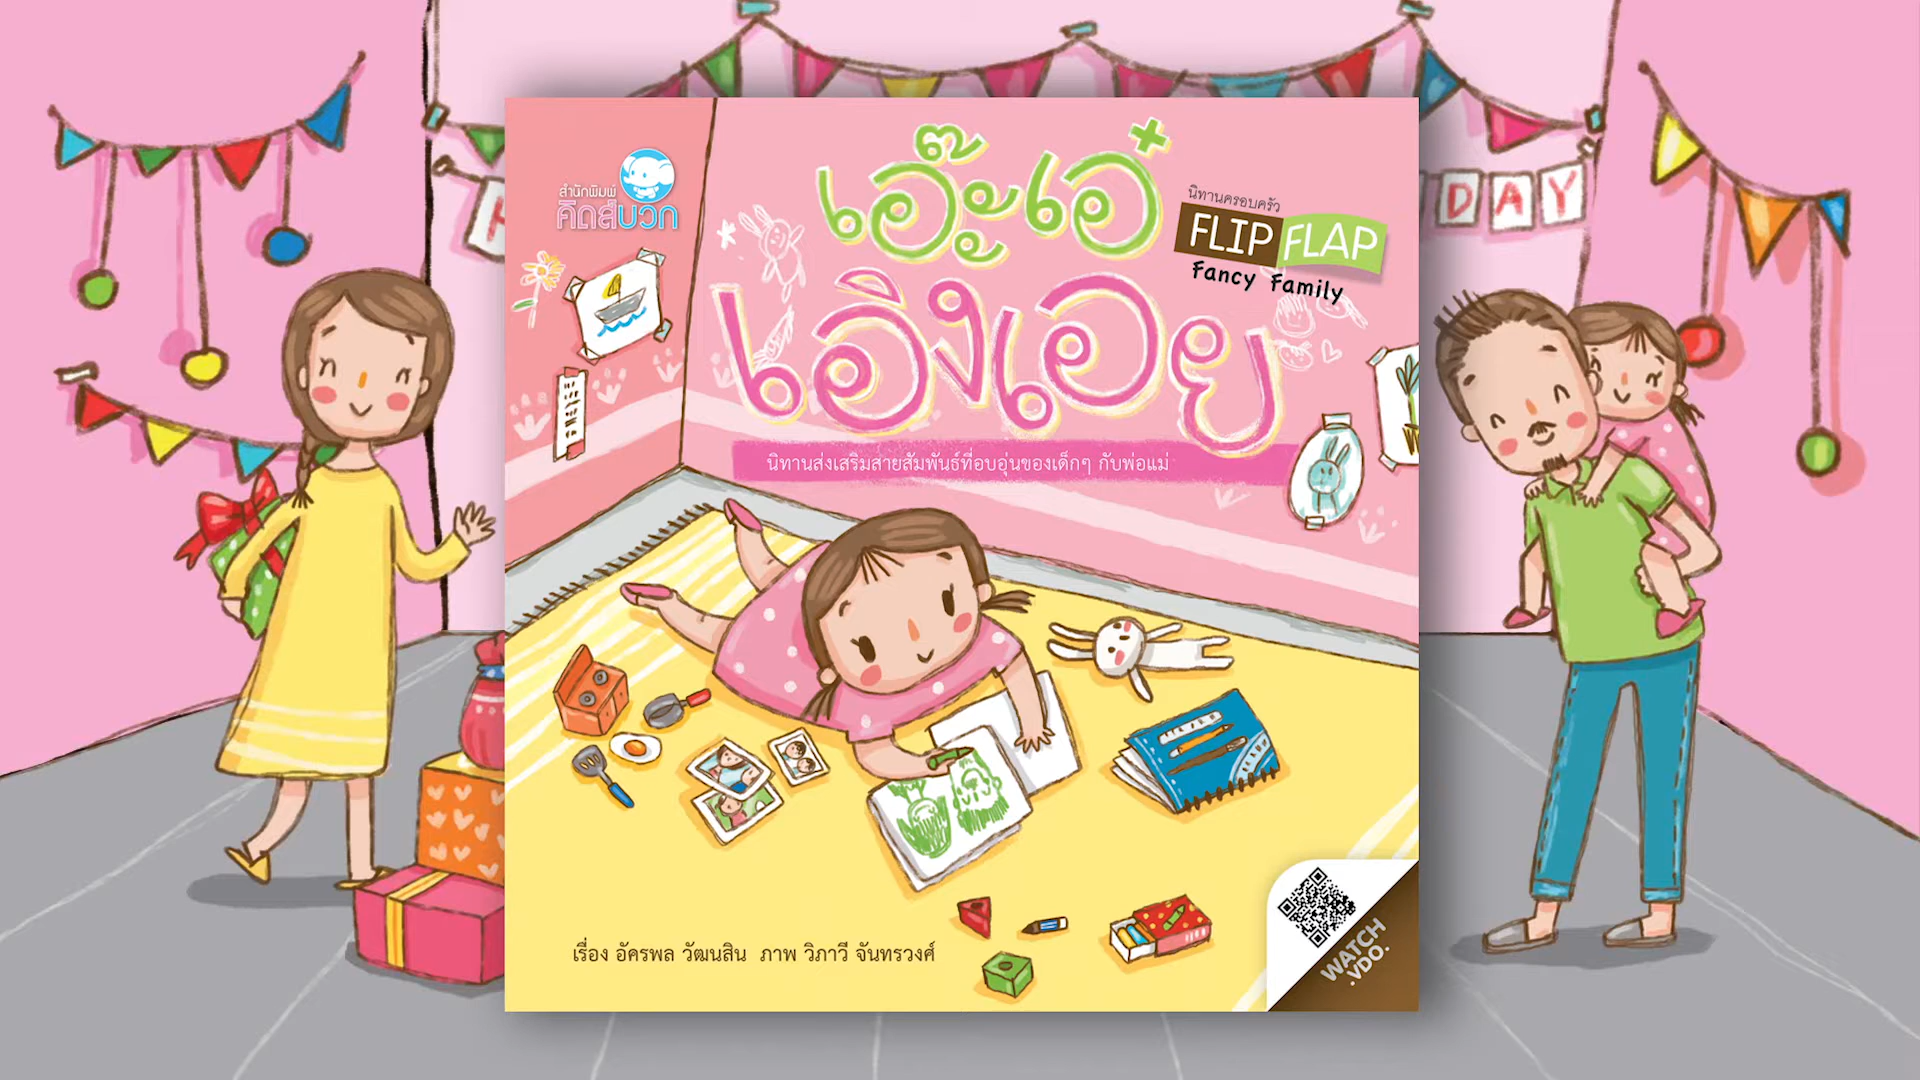 สำนักพิมพ์
คิดส์บวก
เอ๊ะเอ๋
เอิงเอย
นิทานครอบครัว
FLIP FLAP
Fancy Family
นิทานส่งเสริมสายสัมพันธ์ที่อบอุ่นของเด็กๆ กับพ่อแม่
DAY
เรื่อง อัครพล วัฒนสิน ภาพ วิภาวี จันทรวงศ์
WATCH
.VDO.